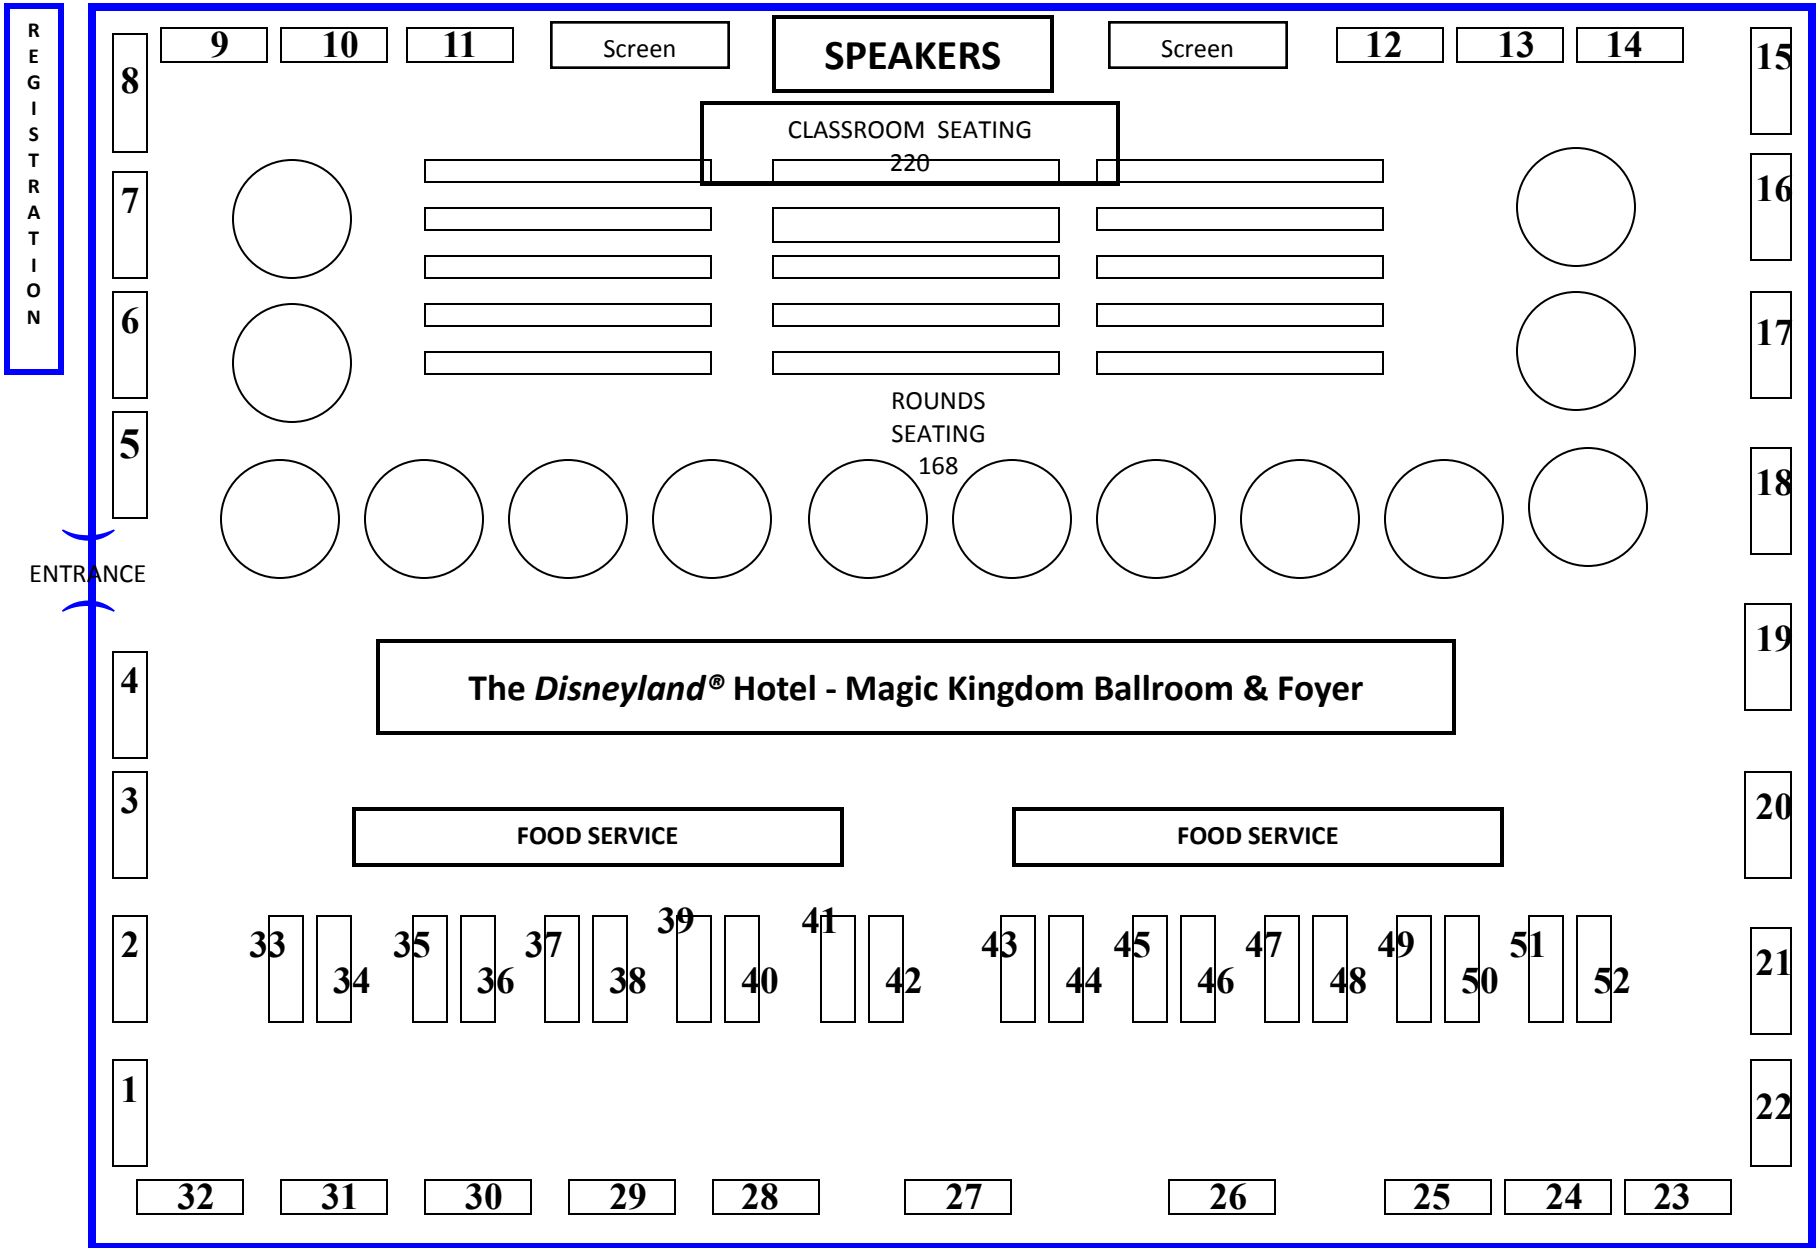 R
E
G
I
S
T
R
A
T
I
O
N
9 10 11 Screen SPEAKERS Screen 12 13 14
8
15
CLASSROOM SEATING
220
7
16
6
17
ROUNDS
SEATING
168
5
18
ENTRANCE
4
19
The Disneyland® Hotel - Magic Kingdom Ballroom & Foyer
3
20
FOOD SERVICE FOOD SERVICE
2
33 34 35 36 37 38 39 40 41 42 43 44 45 46 47 48 49 50 51 52
21
1
22
32 31 30 29 28 27 26 25 24 23